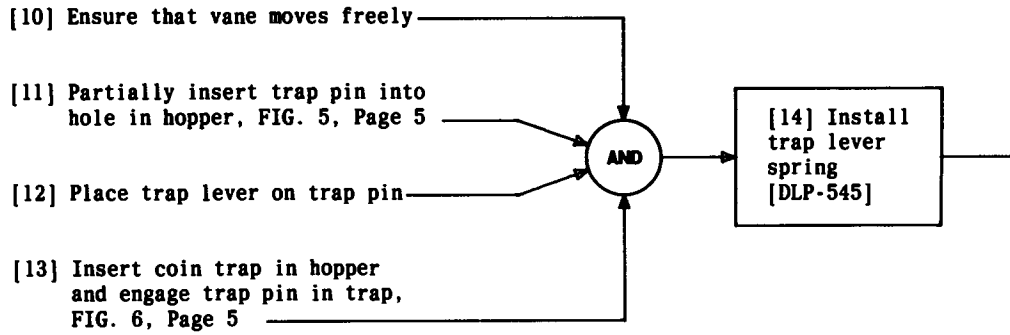 [10] Ensure that vane moves freely
[11] Partially insert trap pin into
hole in hopper, FIG. 5, Page 5
[12] Place trap lever on trap pin
[13] Insert coin trap in hopper
and engage trap pin in trap,
FIG. 6, Page 5
AND
[14] Install
trap lever
spring
[DLP-545]